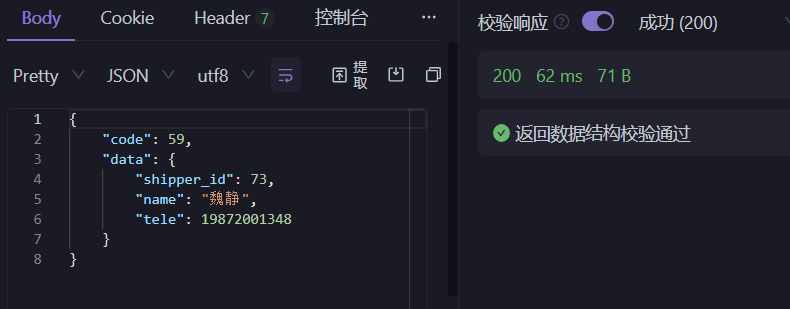 Body Cookie Header 7 控制台 ...
Pretty JSON utf8 提取
1 {
2 "code": 59,
3 "data": {
4 "shipper_id": 73,
5 "name": "魏静",
6 "tele": 19872001348
7 }
8 }
校验响应 ? 成功 (200)
200 62 ms 71 B
返回数据结构校验通过